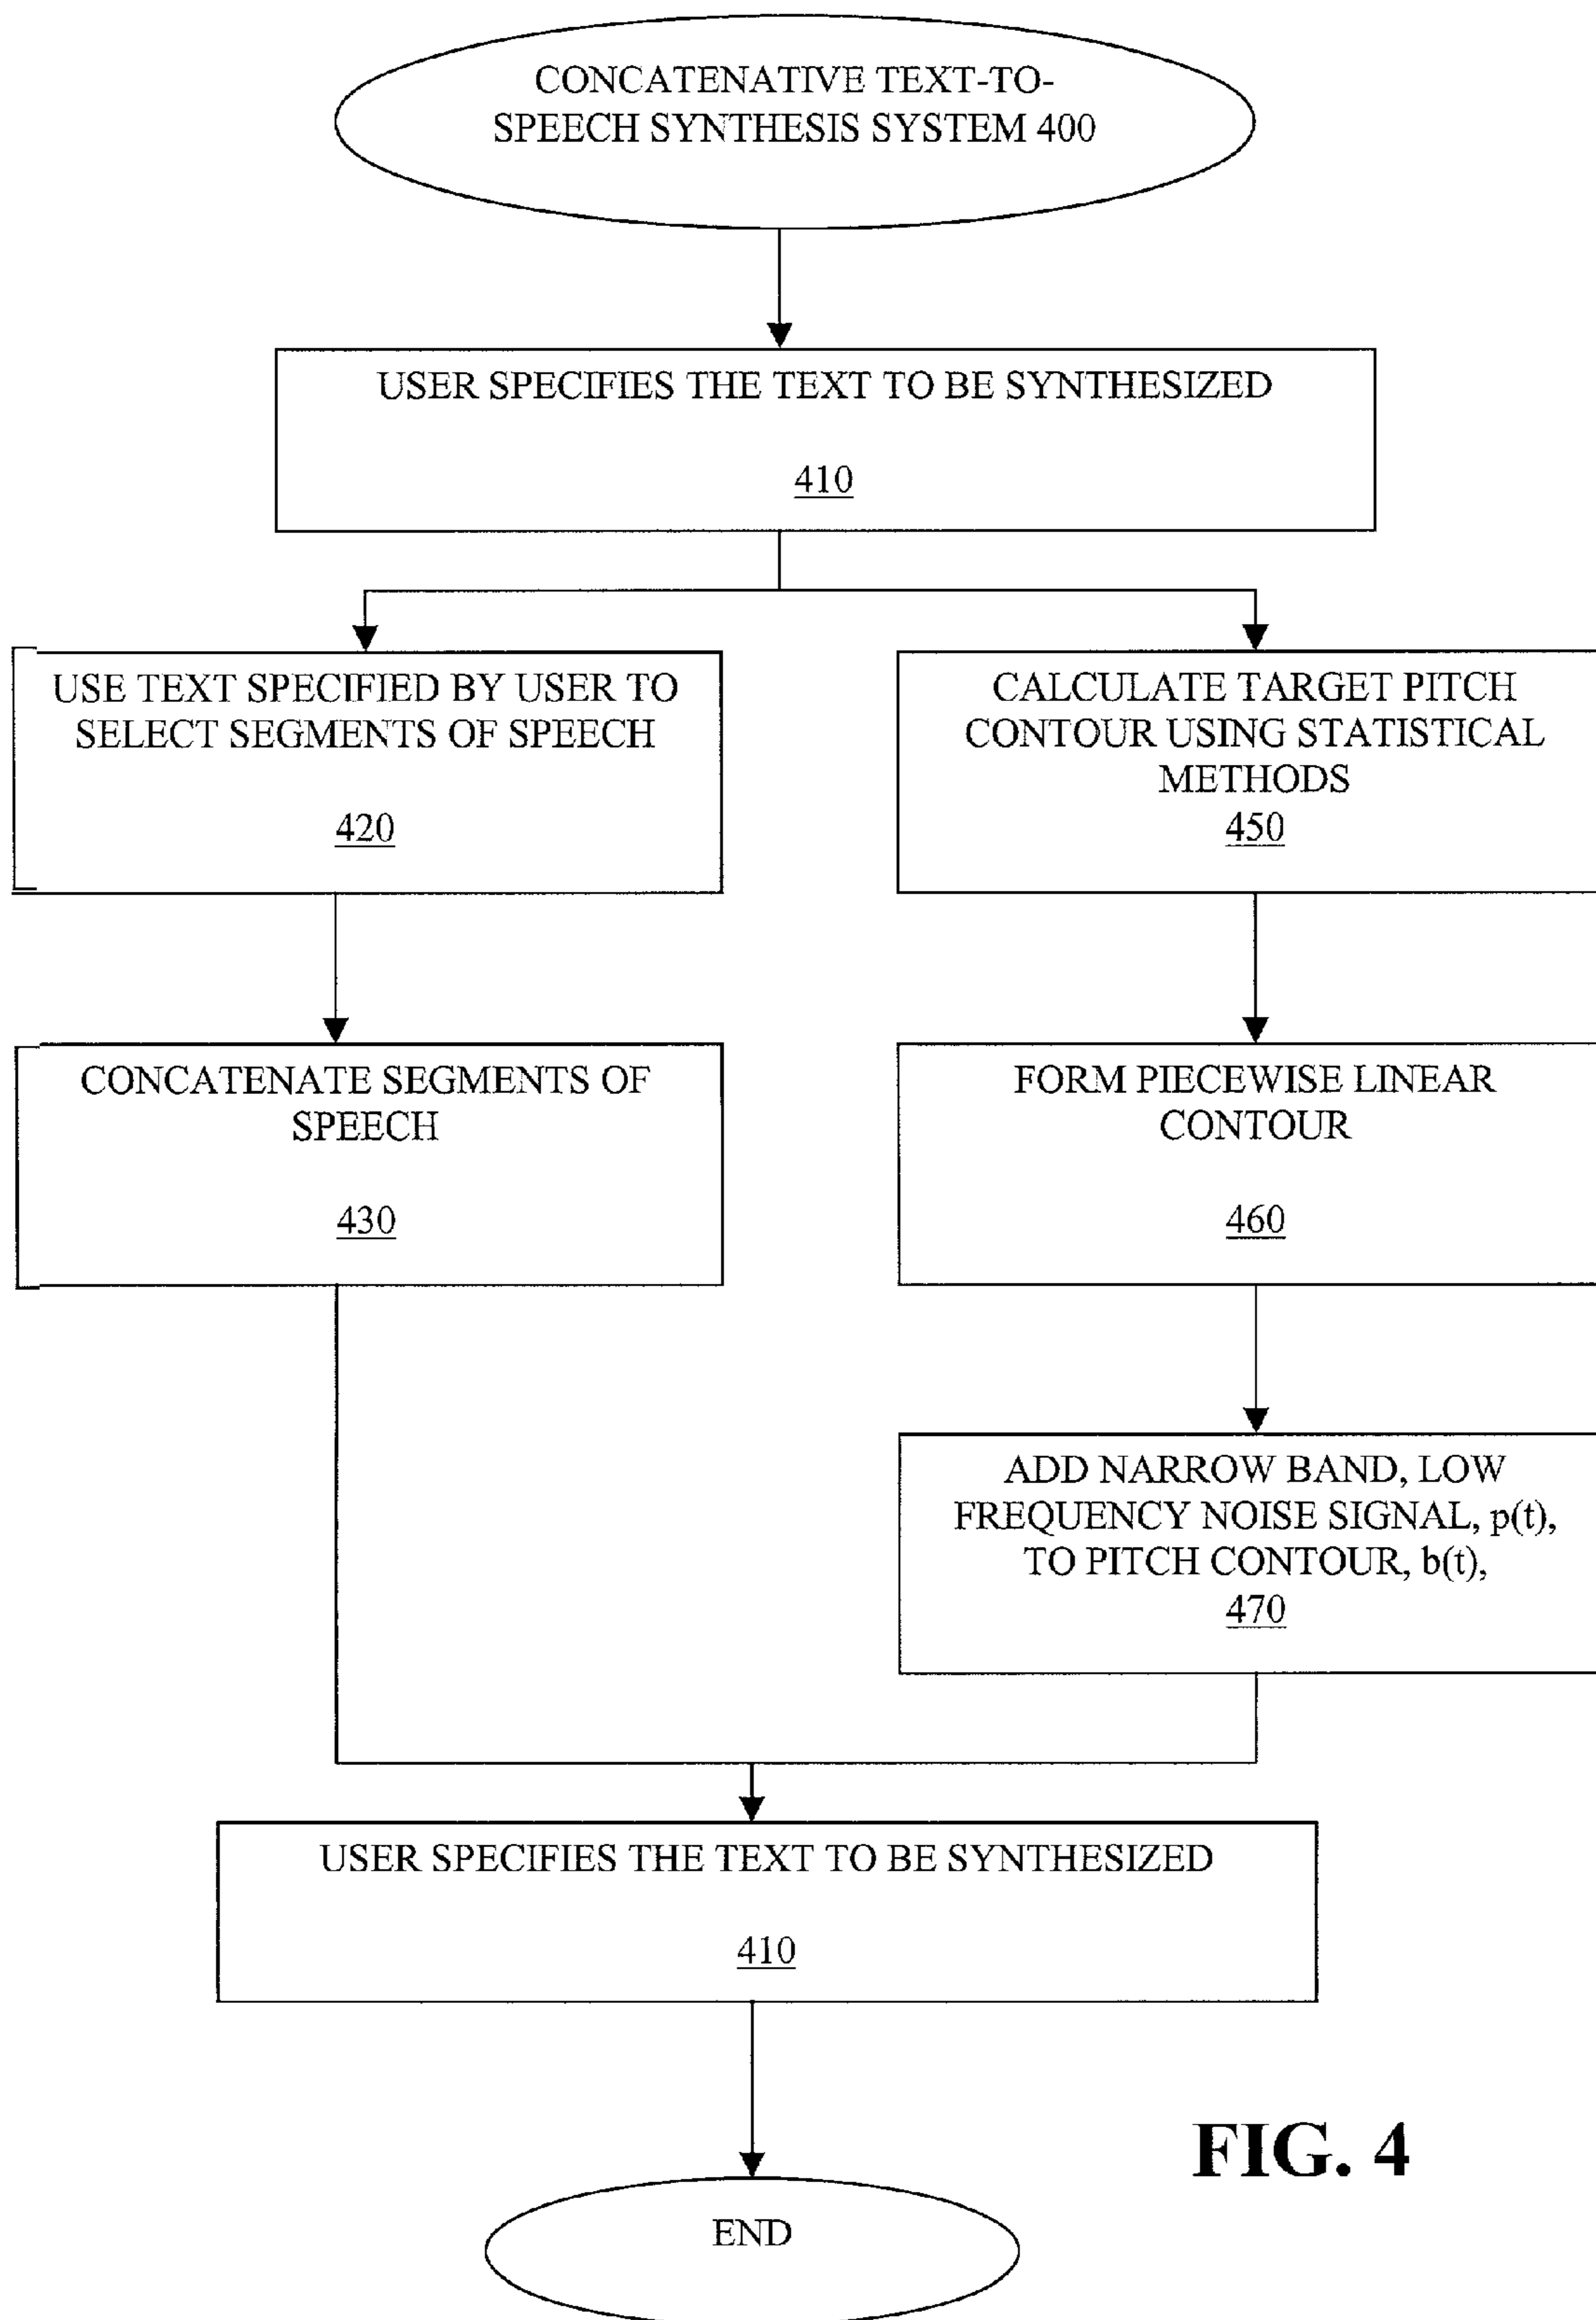 CONCATENATIVE TEXT-TO-
SPEECH SYNTHESIS SYSTEM 400
USER SPECIFIES THE TEXT TO BE SYNTHESIZED
410
USE TEXT SPECIFIED BY USER TO
SELECT SEGMENTS OF SPEECH
420
CALCULATE TARGET PITCH
CONTOUR USING STATISTICAL
METHODS
450
CONCATENATE SEGMENTS OF
SPEECH
430
FORM PIECEWISE LINEAR
CONTOUR
460
ADD NARROW BAND, LOW
FREQUENCY NOISE SIGNAL, p(t),
TO PITCH CONTOUR, b(t),
470
USER SPECIFIES THE TEXT TO BE SYNTHESIZED
410
END
FIG. 4